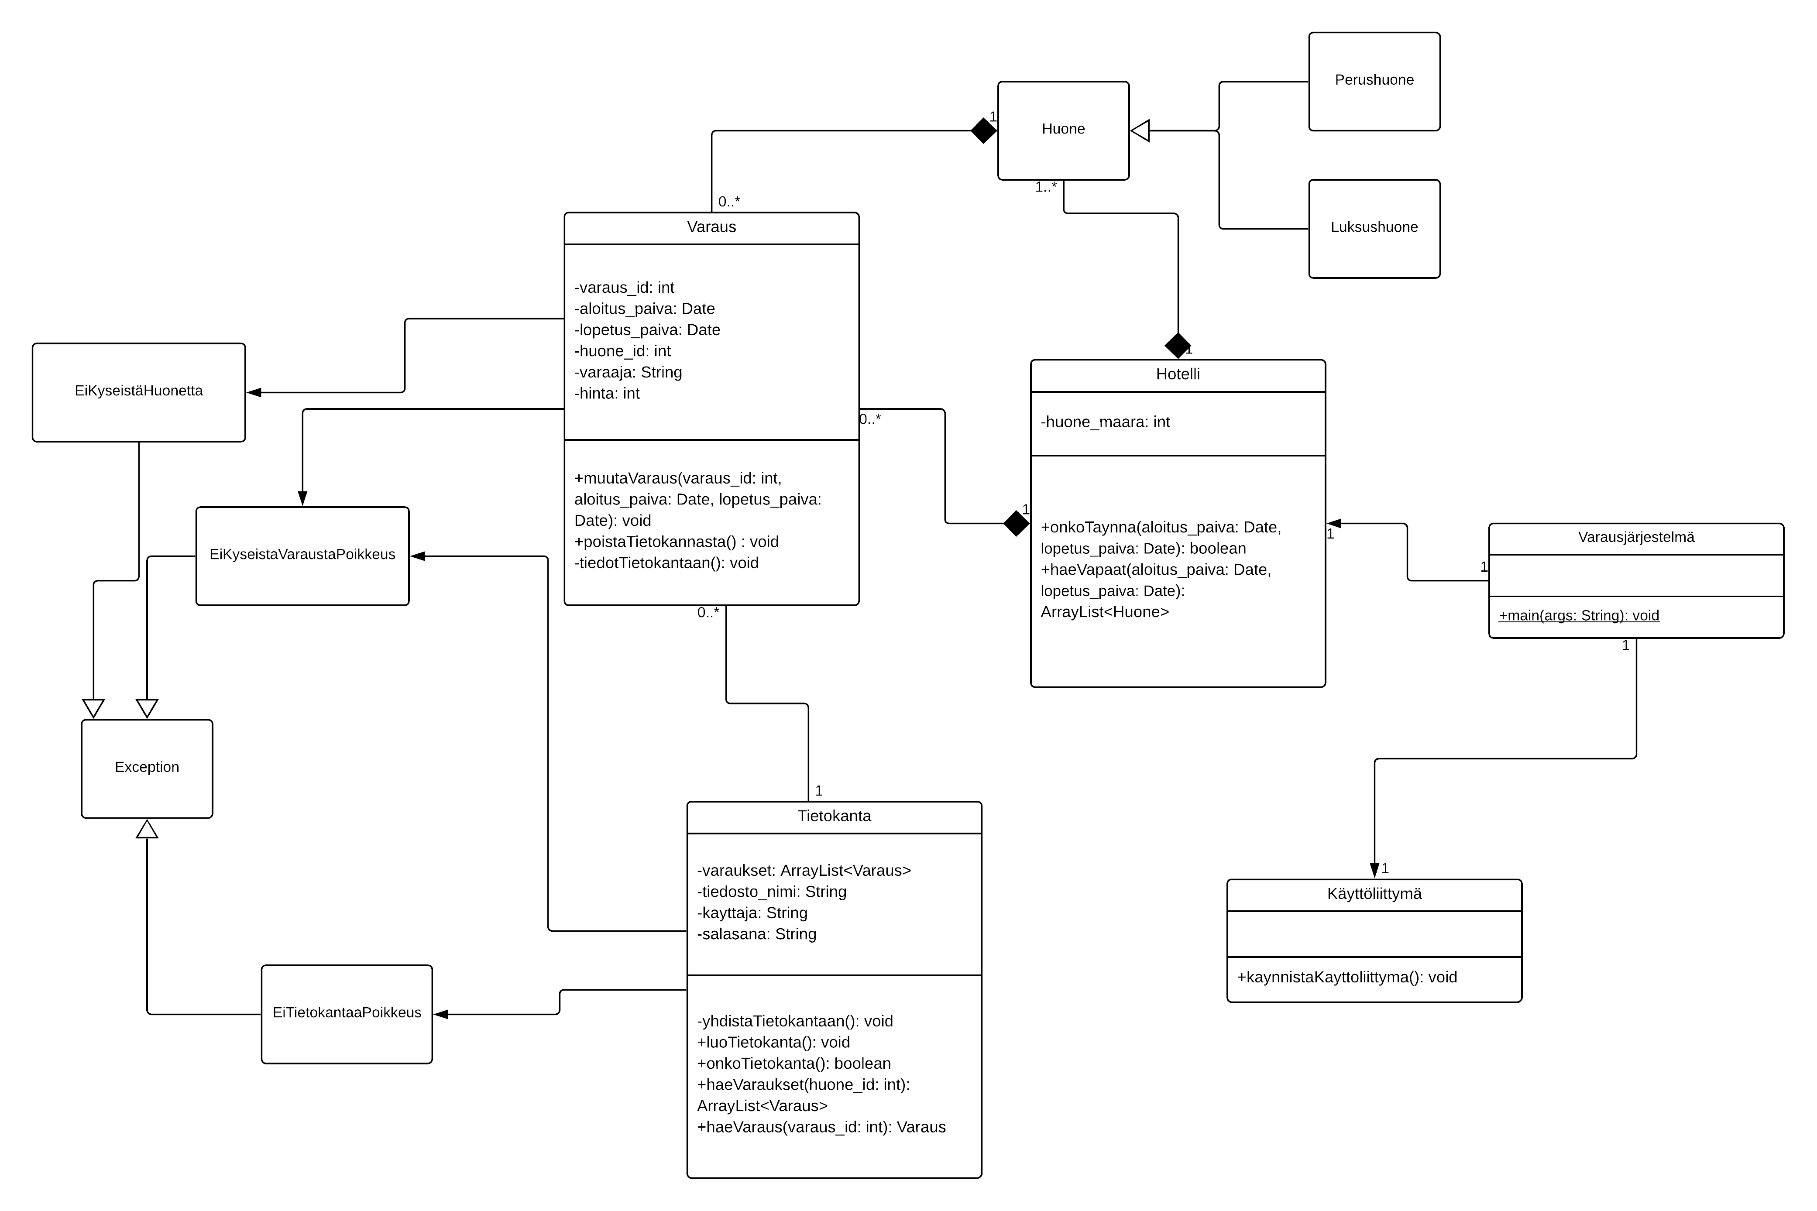 Perushuone
1
Huone
1..*
Luksushuone
0..*
Varaus
-varaus_id: int
-aloitus_paiva: Date
-lopetus_paiva: Date
-huone_id: int
-varaaja: String
-hinta: int
+muutaVaraus(varaus_id: int,
aloitus_paiva: Date, lopetus_paiva:
Date): void
+poistaTietokannasta() : void
-tiedotTietokantaan(): void
0..*
0..*
1
1
Hotelli
-huone_maara: int
+onkoTaynna(aloitus_paiva: Date,
lopetus_paiva: Date): boolean
+haeVapaat(aloitus_paiva: Date,
lopetus_paiva: Date):
ArrayList<Huone>
1
1
Varausjärjestelmä
+main(args: String): void
1
EiKyseistäHuonetta
EiKyseistaVaraustaPoikkeus
Exception
EiTietokantaaPoikkeus
1
Tietokanta
-varaukset: ArrayList<Varaus>
-tiedosto_nimi: String
-kayttaja: String
-salasana: String
-yhdistaTietokantaan(): void
+luoTietokanta(): void
+onkoTietokanta(): boolean
+haeVaraukset(huone_id: int):
ArrayList<Varaus>
+haeVaraus(varaus_id: int): Varaus
1
Käyttöliittymä
+kaynnistaKayttoliittyma(): void